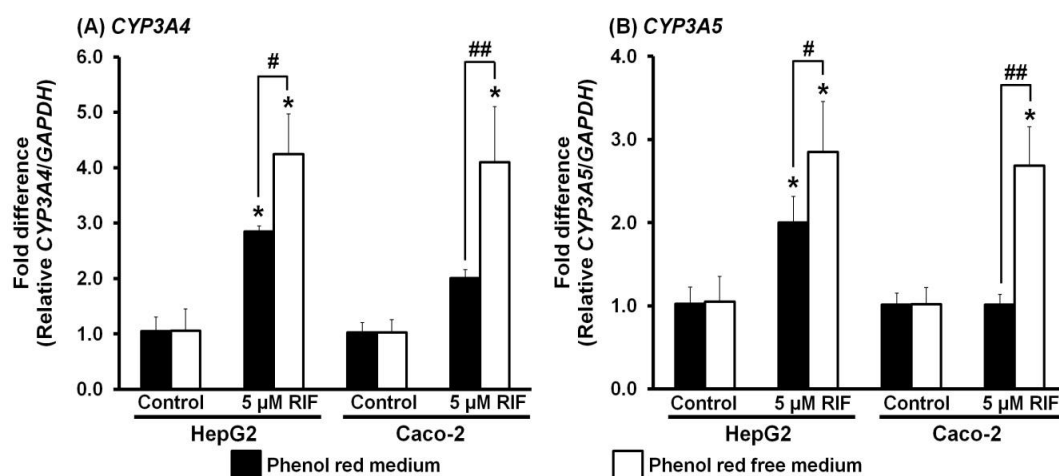 (A) CYP3A4
Fold difference
(Relative CYP3A4/GAPDH)
6.0
5.0
4.0
3.0
2.0
1.0
0.0
#
##
*
*
*
Control
5 µM RIF
Control
5 µM RIF
HepG2
Caco-2
(B) CYP3A5
Fold difference
(Relative CYP3A5/GAPDH)
4.0
3.0
2.0
1.0
0.0
#
##
*
*
*
Control
5 µM RIF
Control
5 µM RIF
HepG2
Caco-2
Phenol red medium
Phenol red free medium